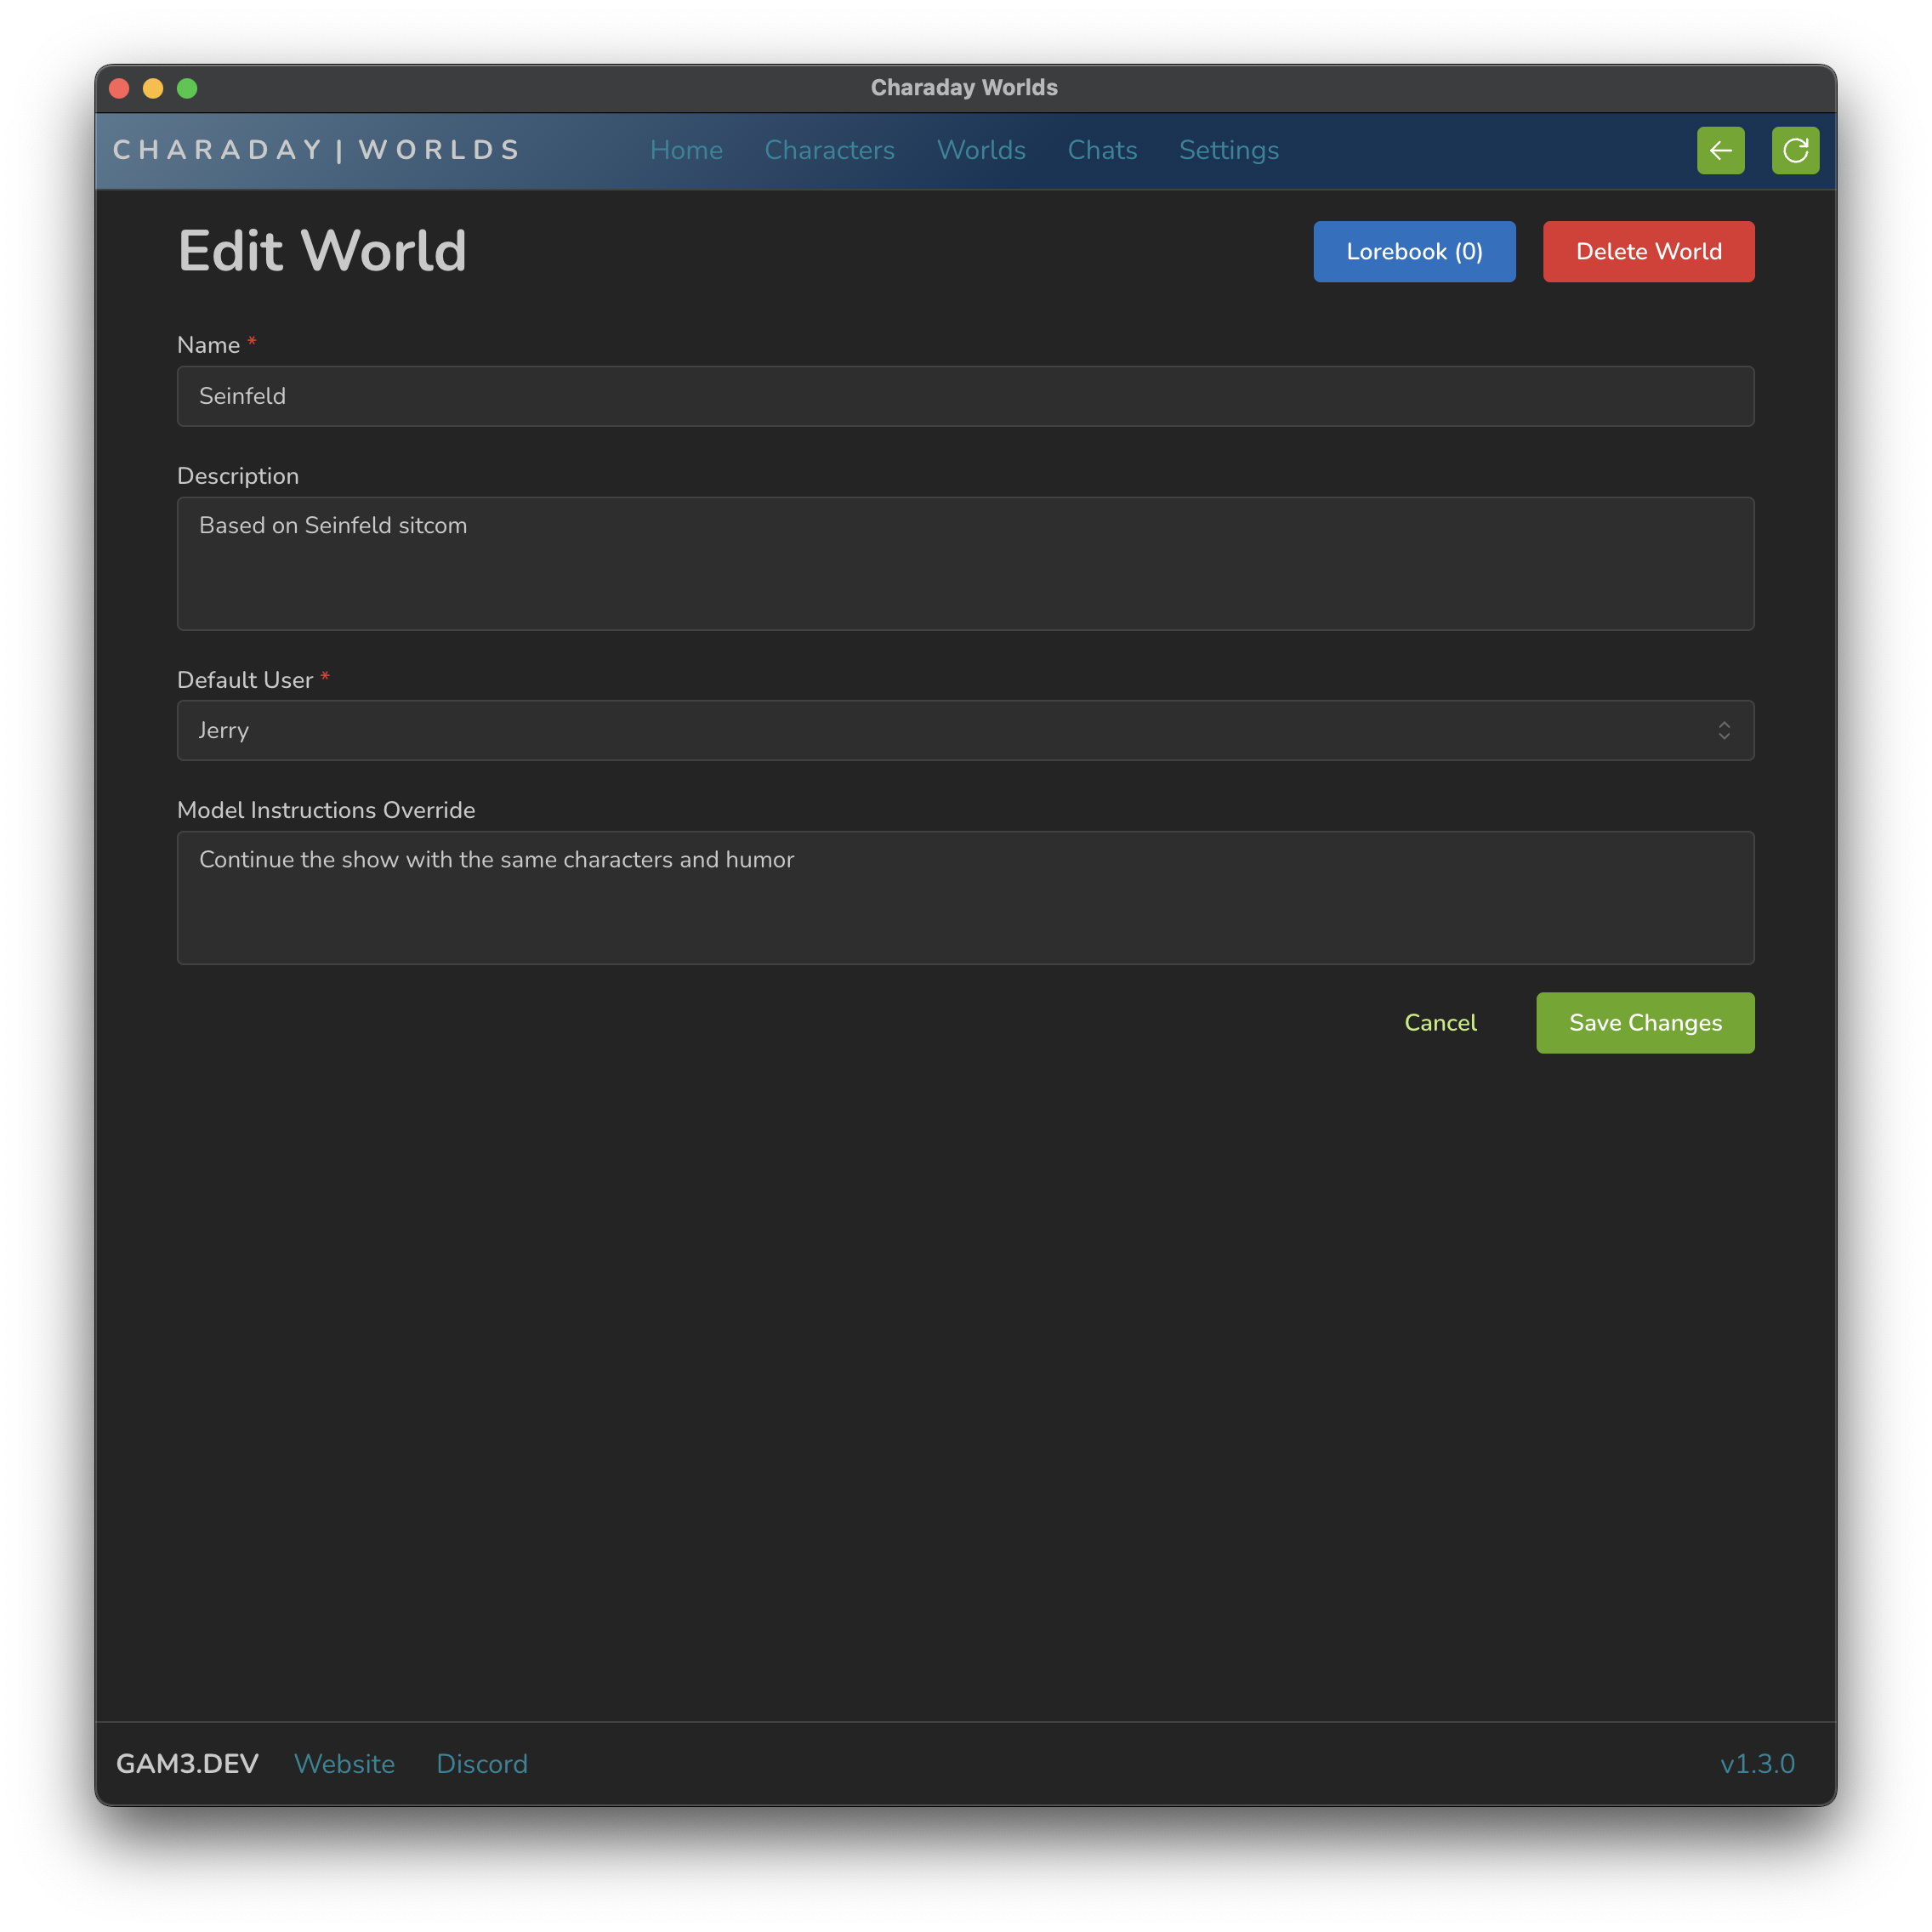 Charaday Worlds
CHARADAY | WORLDS
Home
Characters
Worlds
Chats
Settings
Edit World
Lorebook (0)
Delete World
Name *
Seinfeld
Description
Based on Seinfeld sitcom
Default User *
Jerry
Model Instructions Override
Continue the show with the same characters and humor
Cancel
Save Changes
GAM3.DEV
Website
Discord
v1.3.0